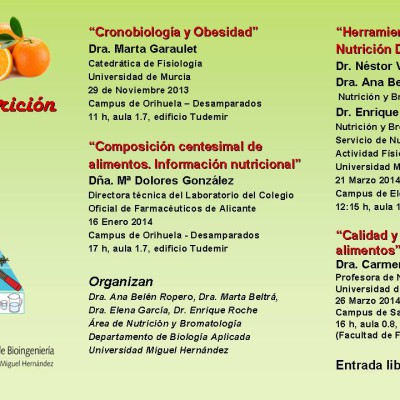 rición
de Bioingeniería
Miguel Hernández
“Cronobiología y Obesidad”
Dra. Marta Garaulet
Catedrática de Fisiología
Universidad de Murcia
29 de Noviembre 2013
Campus de Orihuela – Desamparados
11 h, aula 1.7, edificio Tudemir
“Composición centesimal de
alimentos. Información nutricional”
Dña. Mª Dolores González
Directora técnica del Laboratorio del Colegio
Oficial de Farmacéuticos de Alicante
16 Enero 2014
Campus de Orihuela - Desamparados
17 h, aula 1.7, edificio Tudemir
Organizan
Dra. Ana Belén Ropero, Dra. Marta Beltrá,
Dra. Elena García, Dr. Enrique Roche
Área de Nutrición y Bromatología
Departamento de Biología Aplicada
Universidad Miguel Hernández
“Herramien
Nutrición D
Dr. Néstor V
Dra. Ana Be
Nutrición y Br
Dr. Enrique
Nutrición y Br
Servicio de Nu
Actividad Físi
Universidad M
21 Marzo 2014
Campus de El
12:15 h, aula 1
“Calidad y
alimentos”
Dra. Carmen
Profesora de N
Universidad de
26 Marzo 2014
Campus de Sa
16 h, aula 0.8,
(Facultad de F
Entrada lib